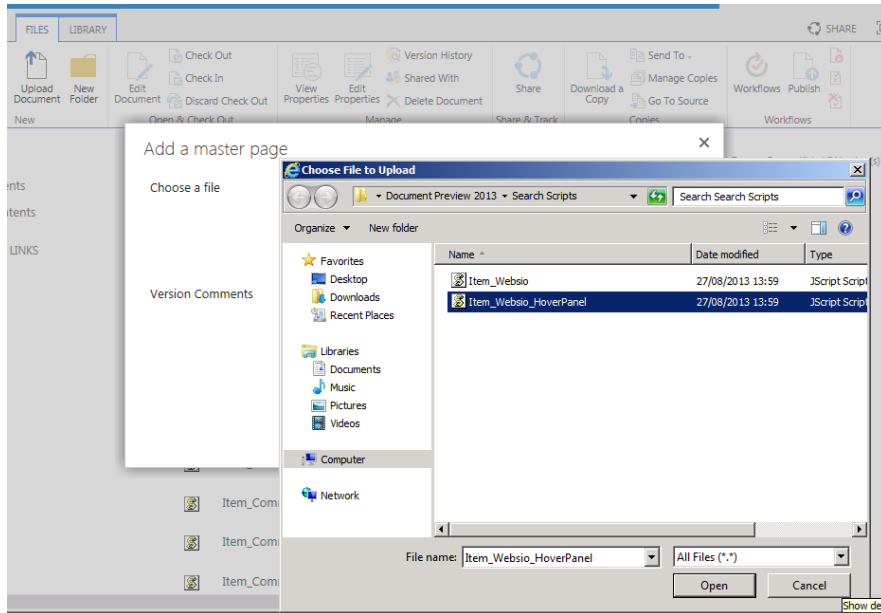 FILES LIBRARY
SHARE
Upload Document
New Folder
Edit Document
Check Out
Check In
Discard Check Out
View Properties
Edit Properties
Version History
Shared With
Delete Document
Share
Download a Copy
Send To
Manage Copies
Go To Source
Workflows
Publish
New
Open & Check Out
Manage
Share & Track
Copies
Workflows
Add a master page
Choose a file
Version Comments
LINKS
Choose File to Upload
Document Preview 2013 Search Scripts
Search Search Scripts
Organize New folder
Favorites
Desktop
Downloads
Recent Places
Libraries
Documents
Music
Pictures
Videos
Computer
Network
Name Date modified Type
Item_Websio 27/08/2013 13:59 JScript Script
Item_Websio_HoverPanel 27/08/2013 13:59 JScript Script
Item_Com
Item_Com
Item_Com
File name: Item_Websio_HoverPanel All Files (*.*)
Open Cancel
Show de